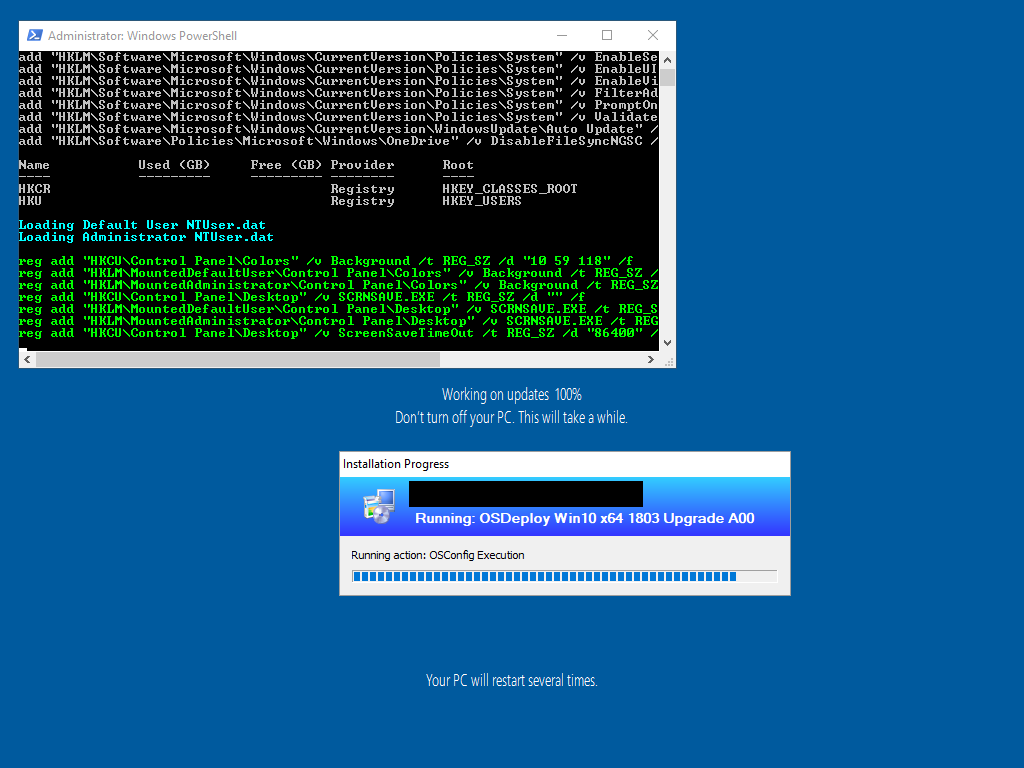 Administrator: Windows PowerShell
add "HKLM\Software\Microsoft\Windows\CurrentVersion\Policies\System" /v EnableSe
add "HKLM\Software\Microsoft\Windows\CurrentVersion\Policies\System" /v EnableUI
add "HKLM\Software\Microsoft\Windows\CurrentVersion\Policies\System" /v EnableVi
add "HKLM\Software\Microsoft\Windows\CurrentVersion\Policies\System" /v FilterAd
add "HKLM\Software\Microsoft\Windows\CurrentVersion\Policies\System" /v PromptOn
add "HKLM\Software\Microsoft\Windows\CurrentVersion\Policies\System" /v Validate
add "HKLM\Software\Microsoft\Windows\CurrentVersion\WindowsUpdate\Auto Update" /
add "HKLM\Software\Policies\Microsoft\Windows\OneDrive" /v DisableFileSyncNGSC /
Name Used (GB) Free (GB) Provider Root
---- --------- --------- -------- ----
HKCR Registry HKEY_CLASSES_ROOT
HKU Registry HKEY_USERS
Loading Default User NTUser.dat
Loading Administrator NTUser.dat
reg add "HKCU\Control Panel\Colors" /v Background /t REG_SZ /d "10 59 118" /f
reg add "HKLM\MountedDefaultUser\Control Panel\Colors" /v Background /t REG_SZ /
reg add "HKLM\MountedAdministrator\Control Panel\Colors" /v Background /t REG_SZ
reg add "HKCU\Control Panel\Desktop" /v SCRNSAVE.EXE /t REG_SZ /d "" /f
reg add "HKLM\MountedDefaultUser\Control Panel\Desktop" /v SCRNSAVE.EXE /t REG_S
reg add "HKLM\MountedAdministrator\Control Panel\Desktop" /v SCRNSAVE.EXE /t REG
reg add "HKCU\Control Panel\Desktop" /v ScreenSaveTimeOut /t REG_SZ /d "86400" /
Working on updates 100%
Don't turn off your PC. This will take a while.
Installation Progress
Running: OSDeploy Win10 x64 1803 Upgrade A00
Running action: OSConfig Execution
Your PC will restart several times.